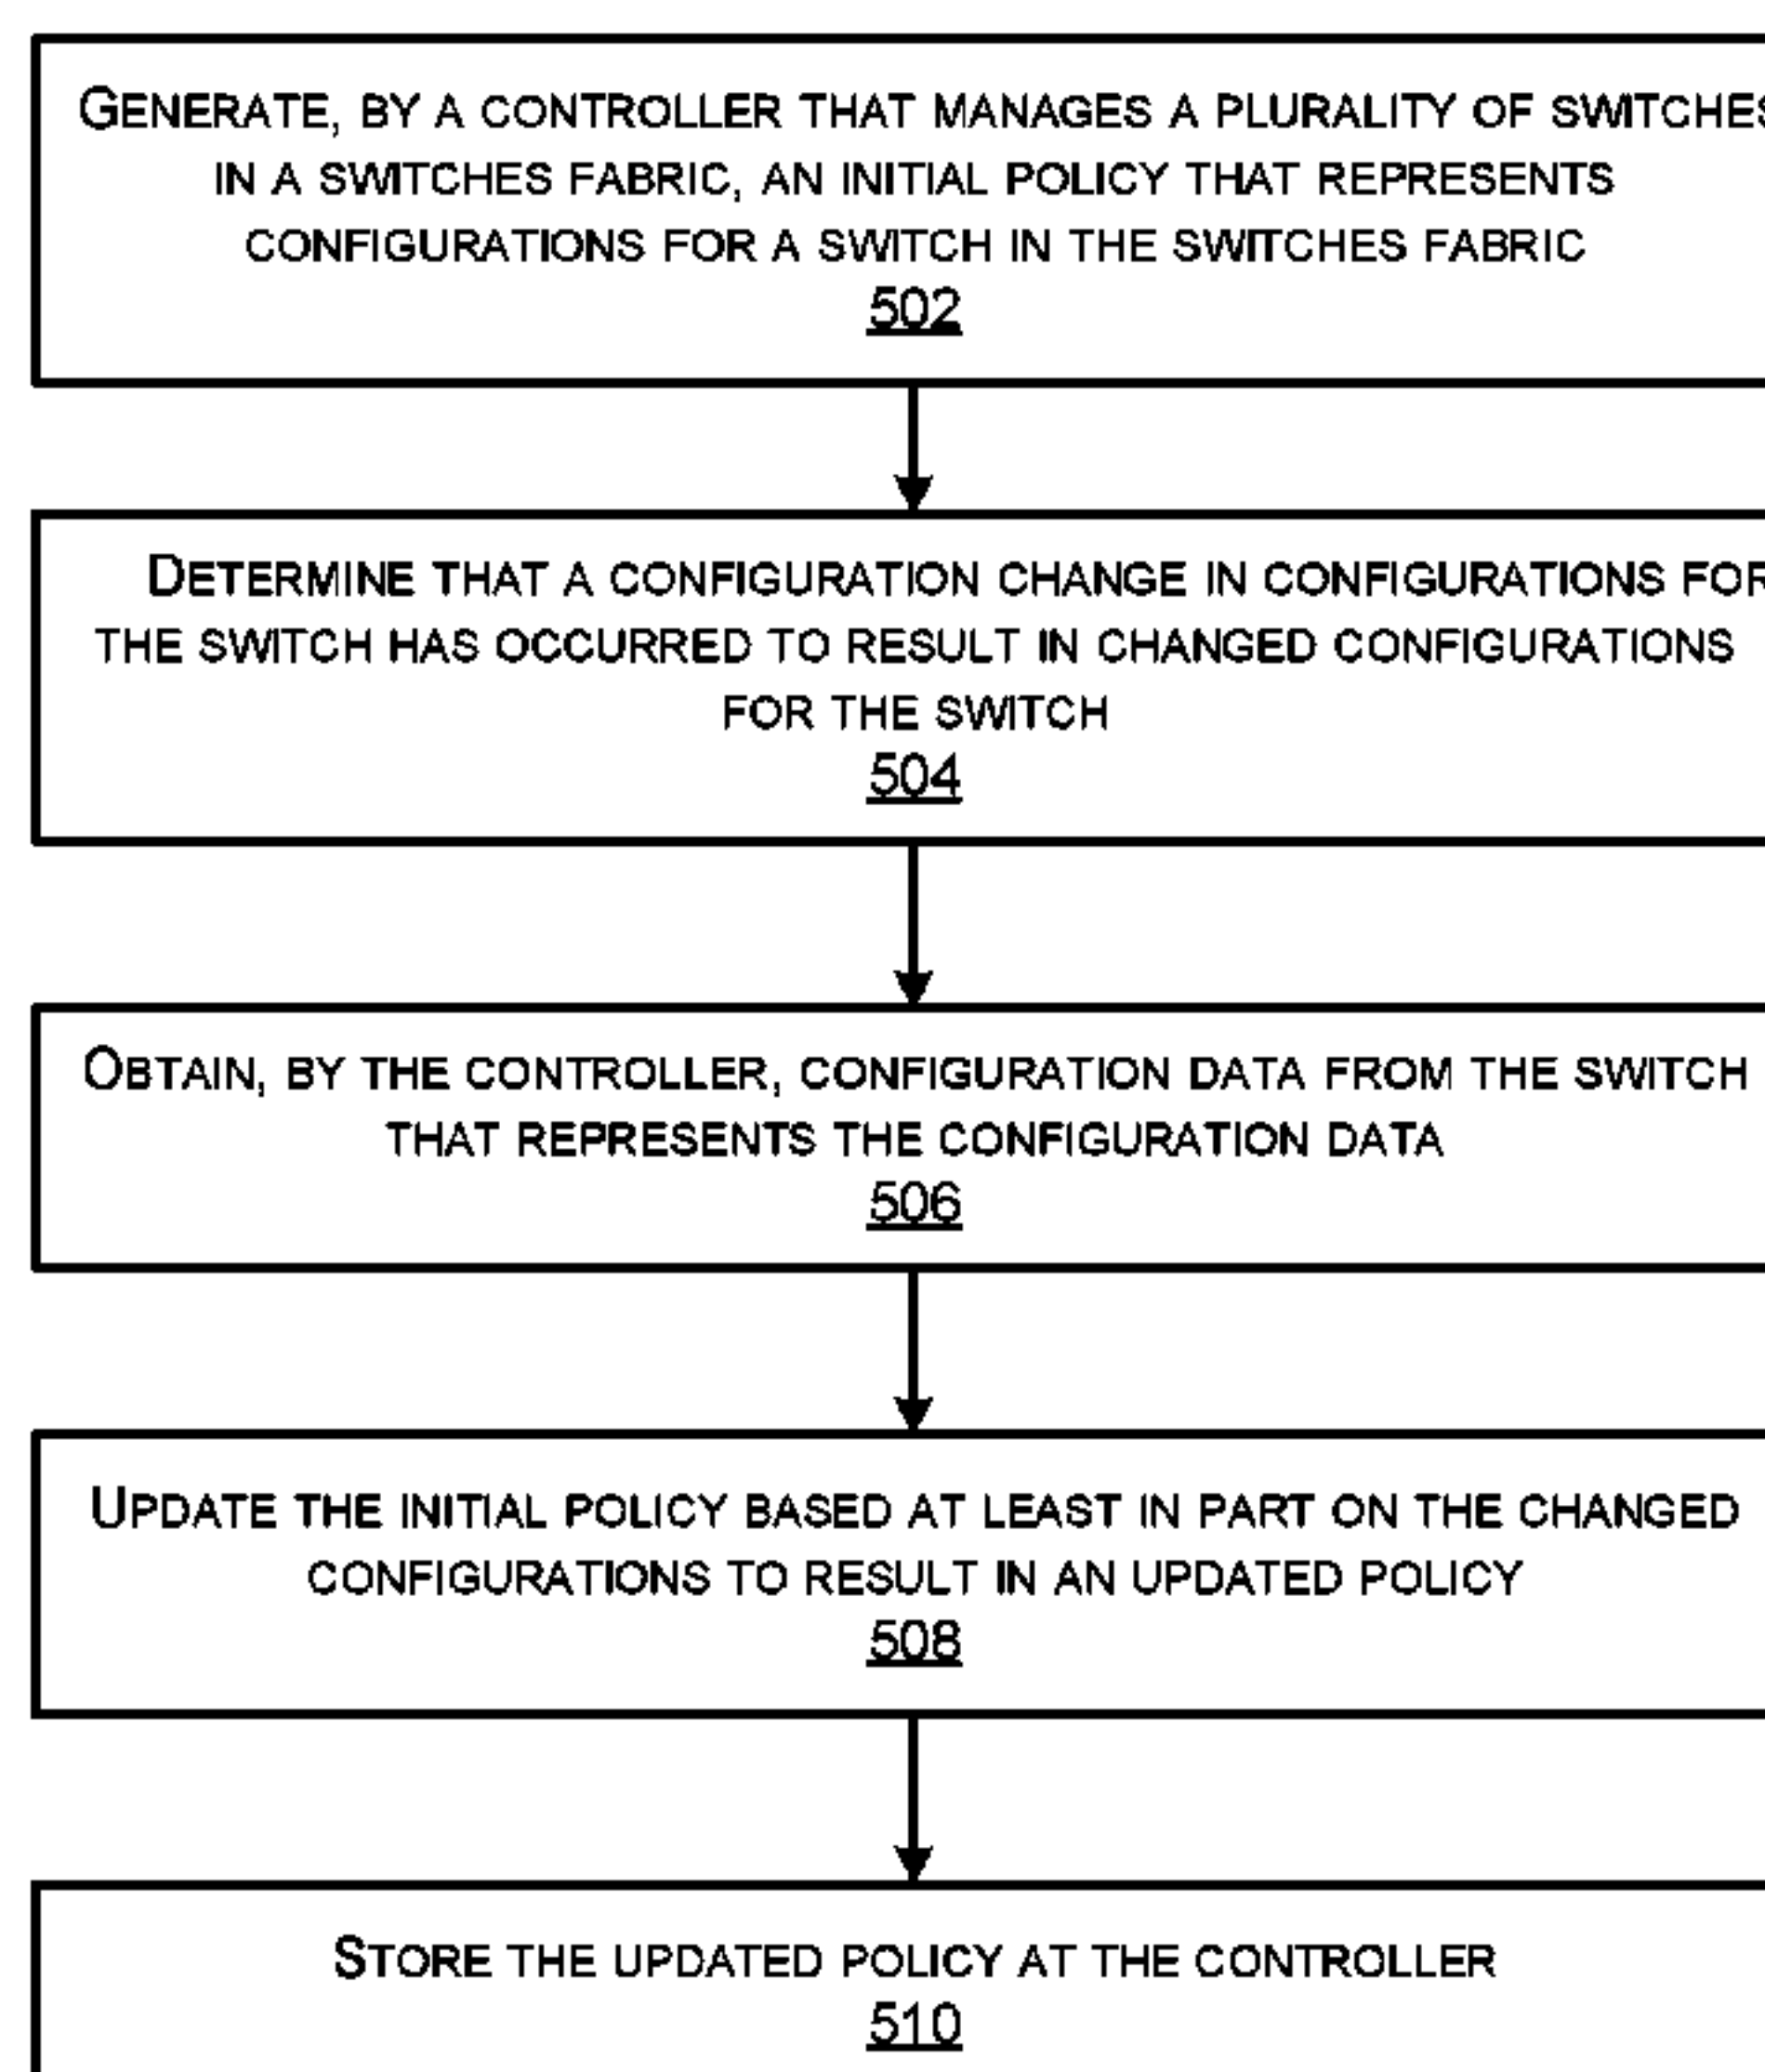 GENERATE, BY A CONTROLLER THAT MANAGES A PLURALITY OF SWITCHES
IN A SWITCHES FABRIC, AN INITIAL POLICY THAT REPRESENTS
CONFIGURATIONS FOR A SWITCH IN THE SWITCHES FABRIC
502
DETERMINE THAT A CONFIGURATION CHANGE IN CONFIGURATIONS FOR
THE SWITCH HAS OCCURRED TO RESULT IN CHANGED CONFIGURATIONS
FOR THE SWITCH
504
OBTAIN, BY THE CONTROLLER, CONFIGURATION DATA FROM THE SWITCH
THAT REPRESENTS THE CONFIGURATION DATA
506
UPDATE THE INITIAL POLICY BASED AT LEAST IN PART ON THE CHANGED
CONFIGURATIONS TO RESULT IN AN UPDATED POLICY
508
STORE THE UPDATED POLICY AT THE CONTROLLER
510